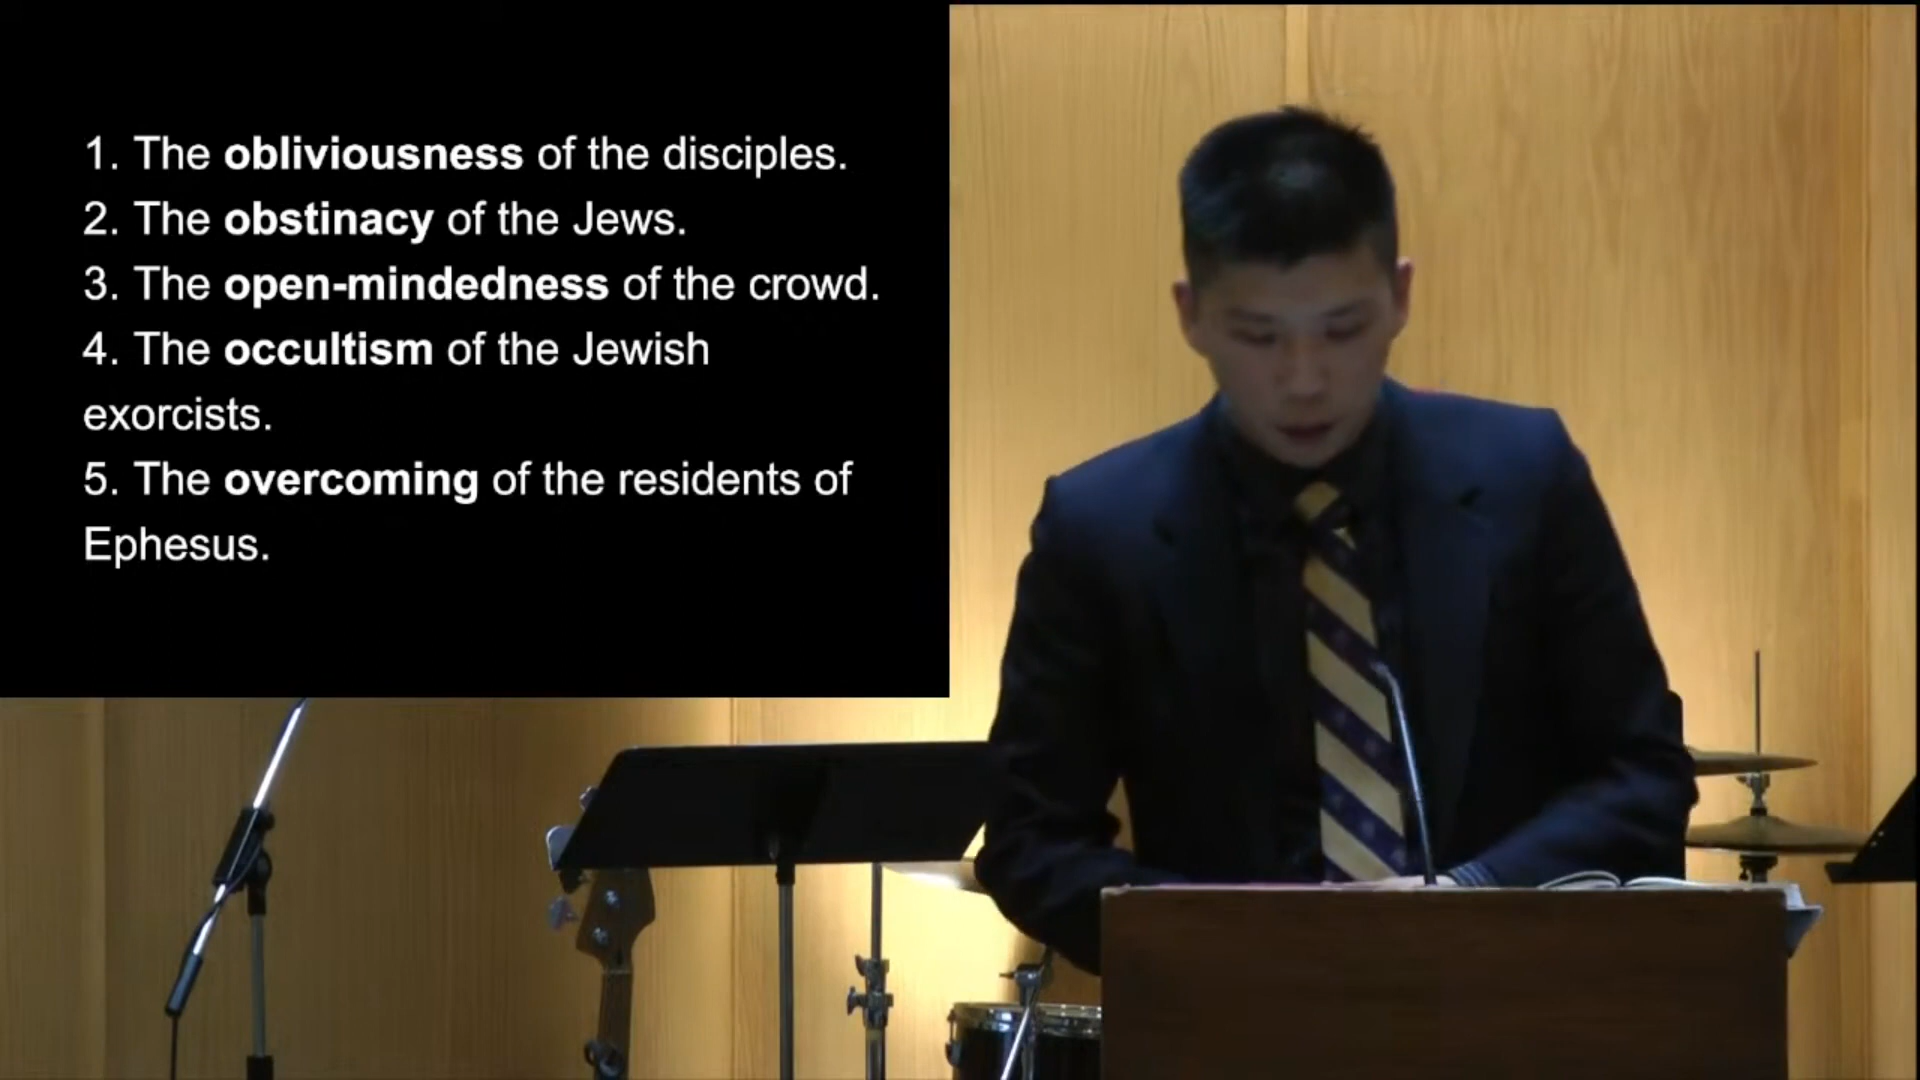 1. The obliviousness of the disciples.
2. The obstinacy of the Jews.
3. The open-mindedness of the crowd.
4. The occultism of the Jewish
exorcists.
5. The overcoming of the residents of
Ephesus.